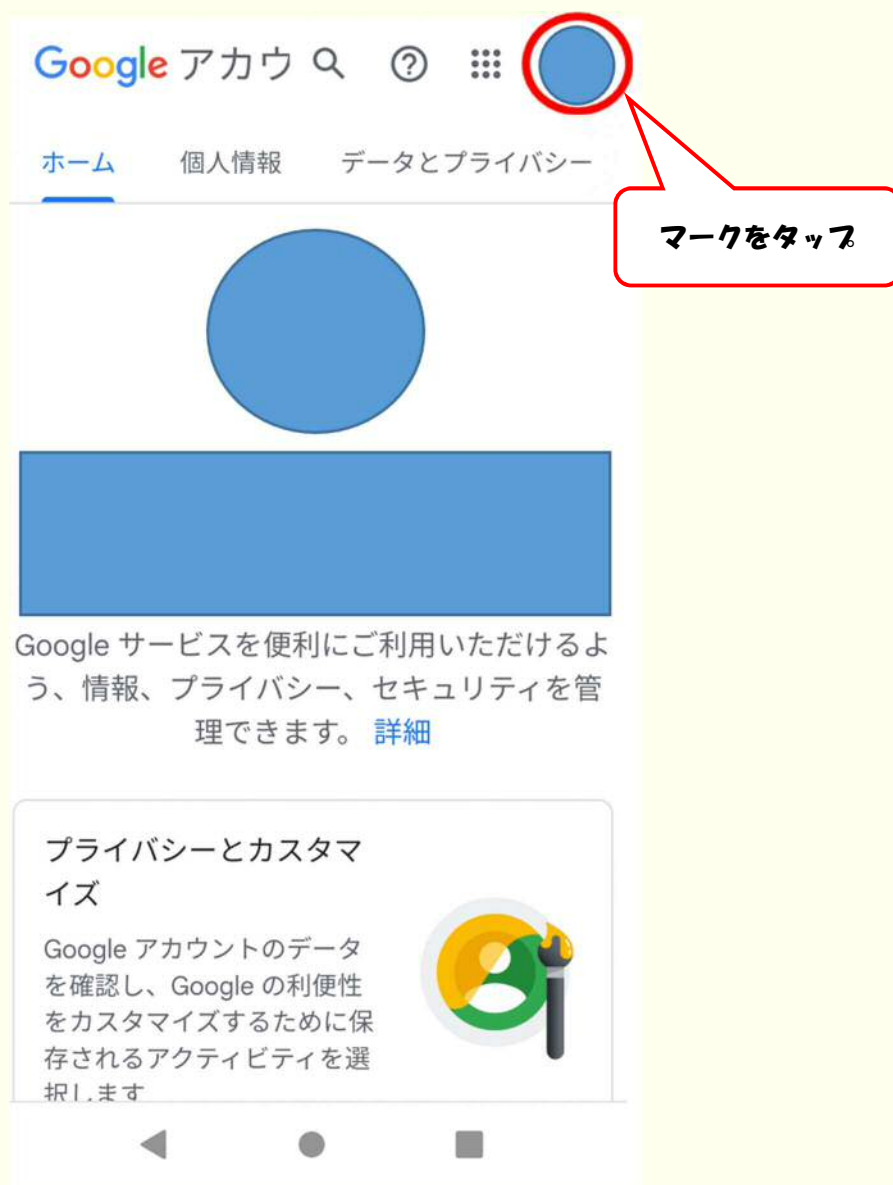 Google アカウ
ホーム 個人情報 データとプライバシー
マークをタップ
Google サービスを便利にご利用いただけるよ
う、情報、プライバシー、セキュリティを管
理できます。 詳細
プライバシーとカスタマ
イズ
Google アカウントのデータ
を確認し、Google の利便性
をカスタマイズするために保
存されるアクティビティを選
択します